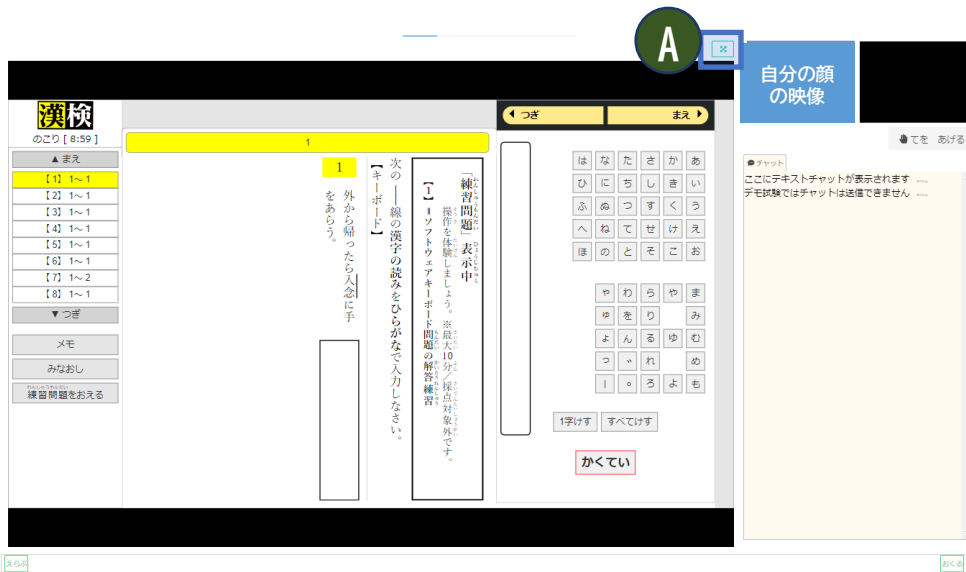 A
自分の顔
の映像
漢検
のこり [ 8:59 ]
▲ まえ
【1】 1～1
【2】 1～1
【3】 1～1
【4】 1～1
【5】 1～1
【6】 1～1
【7】 1～2
【8】 1～1
▼ つぎ
メモ
みなおし
練習問題をおえる
1
「練習問題」表示中
操作を体験しましょう。※最大10分／採点対象外です。
【1】＝ソフトウェアキーボード問題の解答練習
次の――線の漢字の読みをひらがなで入力しなさい。
【キーボード】
1
外から帰ったら入念に手
をあらう。
つぎ
まえ
は な た さ か あ
ひ に ち し き い
ふ ぬ つ す く う
へ ね て せ け え
ほ の と そ こ お
ゃ わ ら や ま
ゅ を り み
ょ ん る ゆ む
っ ゛ れ め
ー 。 ろ よ も
1字けす すべてけす
かくてい
てを あげる
チャット
ここにテキストチャットが表示されます
デモ試験ではチャットは送信できません
えらぶ
おくる